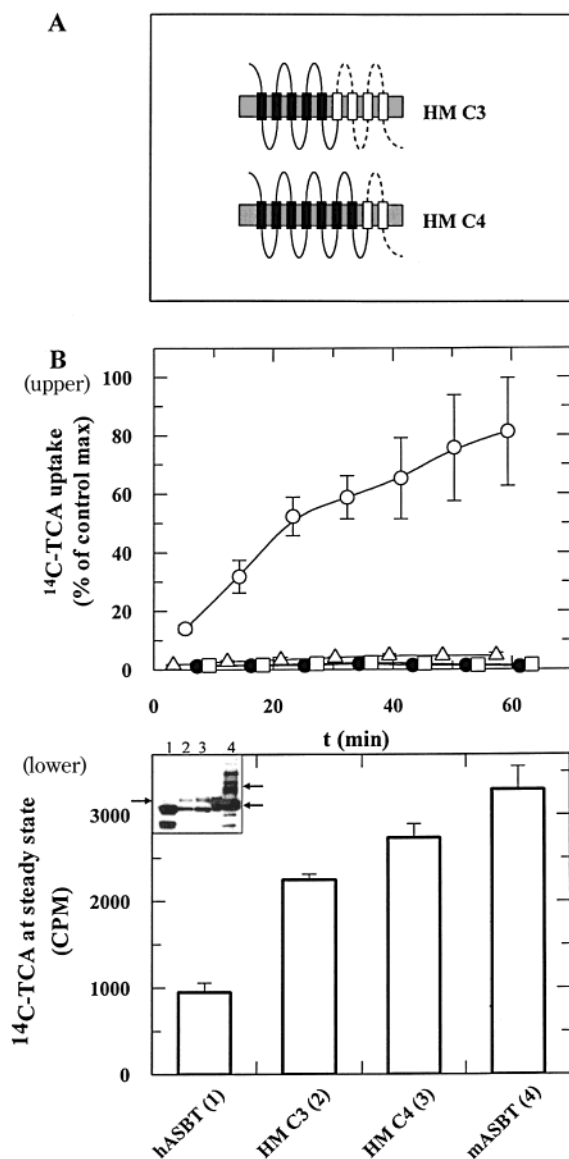 A
HM C3
HM C4
B
(upper)
100
80
60
40
20
0
¹⁴C-TCA uptake
(% of control max)
0 20 40 60
t (min)
(lower)
1 2 3 4
3000
2000
1000
0
¹⁴C-TCA at steady state
(CPM)
hASBT (1)
HM C3 (2)
HM C4 (3)
mASBT (4)